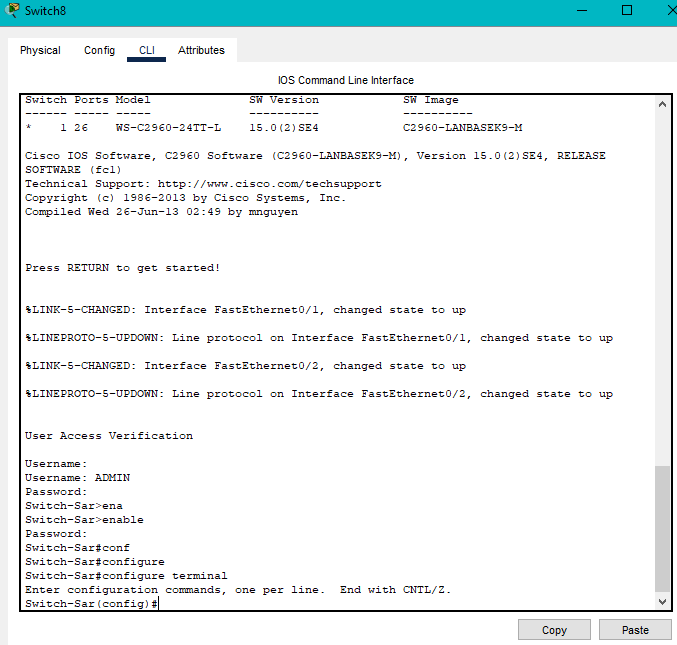 Switch8
Physical Config CLI Attributes
IOS Command Line Interface
Switch Ports Model SW Version SW Image
------ ----- ----- ---------- ----------
* 1 26 WS-C2960-24TT-L 15.0(2)SE4 C2960-LANBASEK9-M
Cisco IOS Software, C2960 Software (C2960-LANBASEK9-M), Version 15.0(2)SE4, RELEASE
SOFTWARE (fc1)
Technical Support: http://www.cisco.com/techsupport
Copyright (c) 1986-2013 by Cisco Systems, Inc.
Compiled Wed 26-Jun-13 02:49 by mnguyen
Press RETURN to get started!
%LINK-5-CHANGED: Interface FastEthernet0/1, changed state to up
%LINEPROTO-5-UPDOWN: Line protocol on Interface FastEthernet0/1, changed state to up
%LINK-5-CHANGED: Interface FastEthernet0/2, changed state to up
%LINEPROTO-5-UPDOWN: Line protocol on Interface FastEthernet0/2, changed state to up
User Access Verification
Username:
Username: ADMIN
Password:
Switch-Sar>ena
Switch-Sar>enable
Password:
Switch-Sar#conf
Switch-Sar#configure
Switch-Sar#configure terminal
Enter configuration commands, one per line. End with CNTL/Z.
Switch-Sar(config)#
Copy Paste